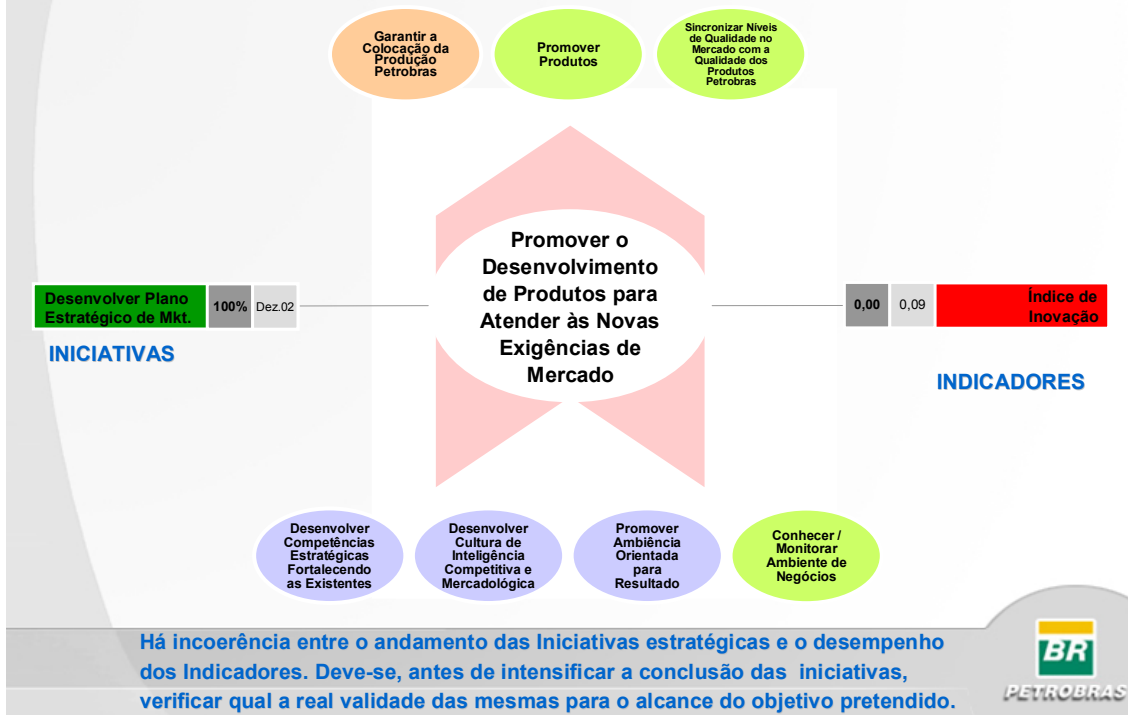 Garantir a
Colocação da
Produção
Petrobras
Promover
Produtos
Sincronizar Níveis
de Qualidade no
Mercado com a
Qualidade dos
Produtos
Petrobras
Promover o
Desenvolvimento
de Produtos para
Atender às Novas
Exigências de
Mercado
Desenvolver Plano
Estratégico de Mkt.
100%
Dez.02
INICIATIVAS
0,00
0,09
Índice de
Inovação
INDICADORES
Desenvolver
Competências
Estratégicas
Fortalecendo
as Existentes
Desenvolver
Cultura de
Inteligência
Competitiva e
Mercadológica
Promover
Ambiência
Orientada
para
Resultado
Conhecer /
Monitorar
Ambiente de
Negócios
Há incoerência entre o andamento das Iniciativas estratégicas e o desempenho
dos Indicadores. Deve-se, antes de intensificar a conclusão das iniciativas,
verificar qual a real validade das mesmas para o alcance do objetivo pretendido.
BR
PETROBRAS